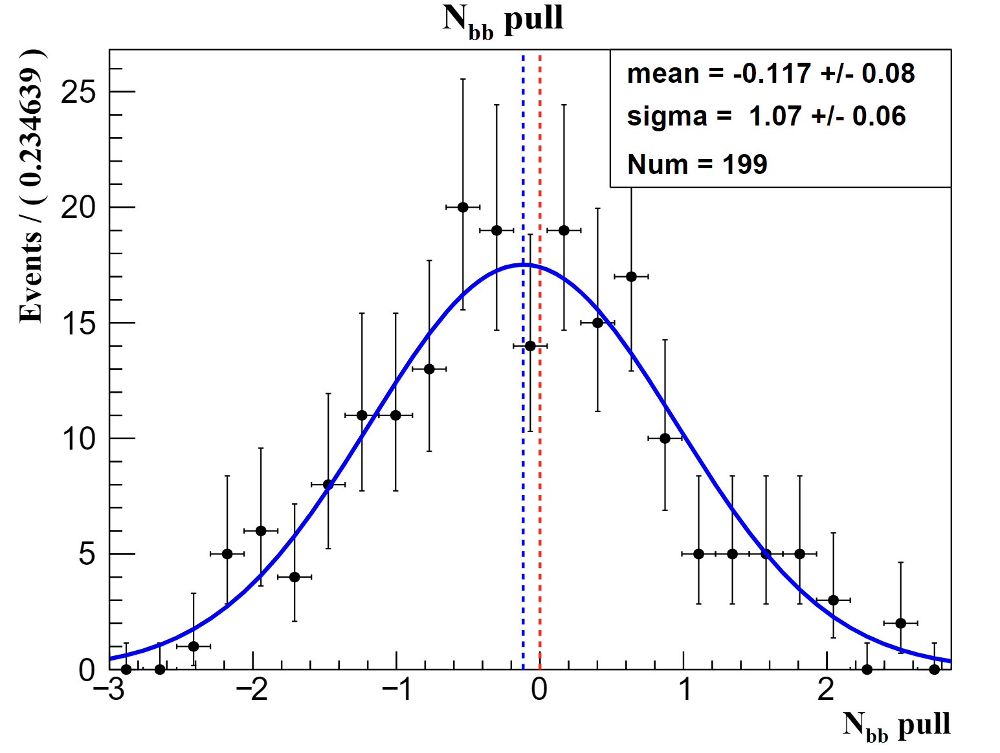 N_bb pull
Events / ( 0.234639 )
mean = -0.117 +/- 0.08
sigma =  1.07 +/- 0.06
Num = 199
25
20
15
10
5
0
−3 −2 −1 0 1 2
N_bb pull